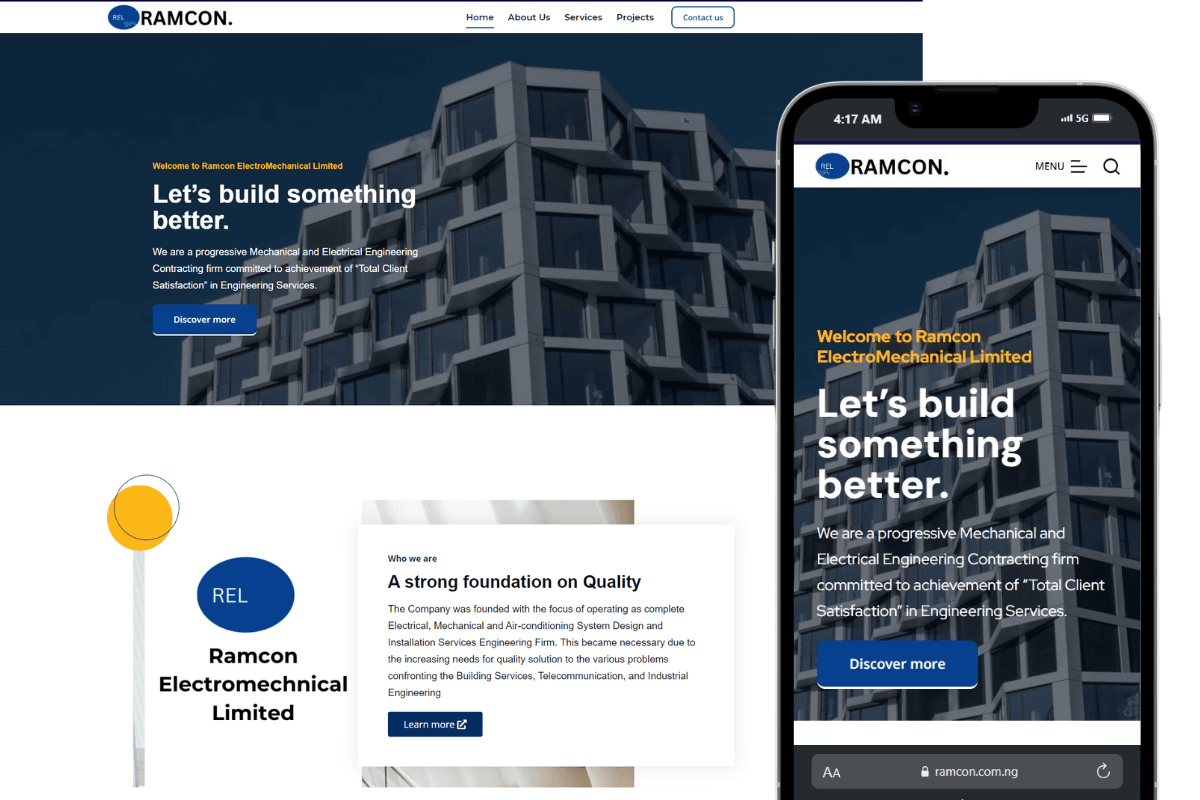 REL RAMCON.
Home About Us Services Projects Contact us
Welcome to Ramcon ElectroMechanical Limited
Let’s build something
better.
We are a progressive Mechanical and Electrical Engineering
Contracting firm committed to achievement of “Total Client
Satisfaction” in Engineering Services.
Discover more
REL
Ramcon
Electromechnical
Limited
Who we are
A strong foundation on Quality
The Company was founded with the focus of operating as complete
Electrical, Mechanical and Air-conditioning System Design and
Installation Services Engineering Firm. This became necessary due to
the increasing needs for quality solution to the various problems
confronting the Building Services, Telecommunication, and Industrial
Engineering
Learn more
4:17 AM 5G
REL RAMCON. MENU
Welcome to Ramcon
ElectroMechanical Limited
Let’s build
something
better.
We are a progressive Mechanical and
Electrical Engineering Contracting firm
committed to achievement of “Total Client
Satisfaction” in Engineering Services.
Discover more
AA ramcon.com.ng